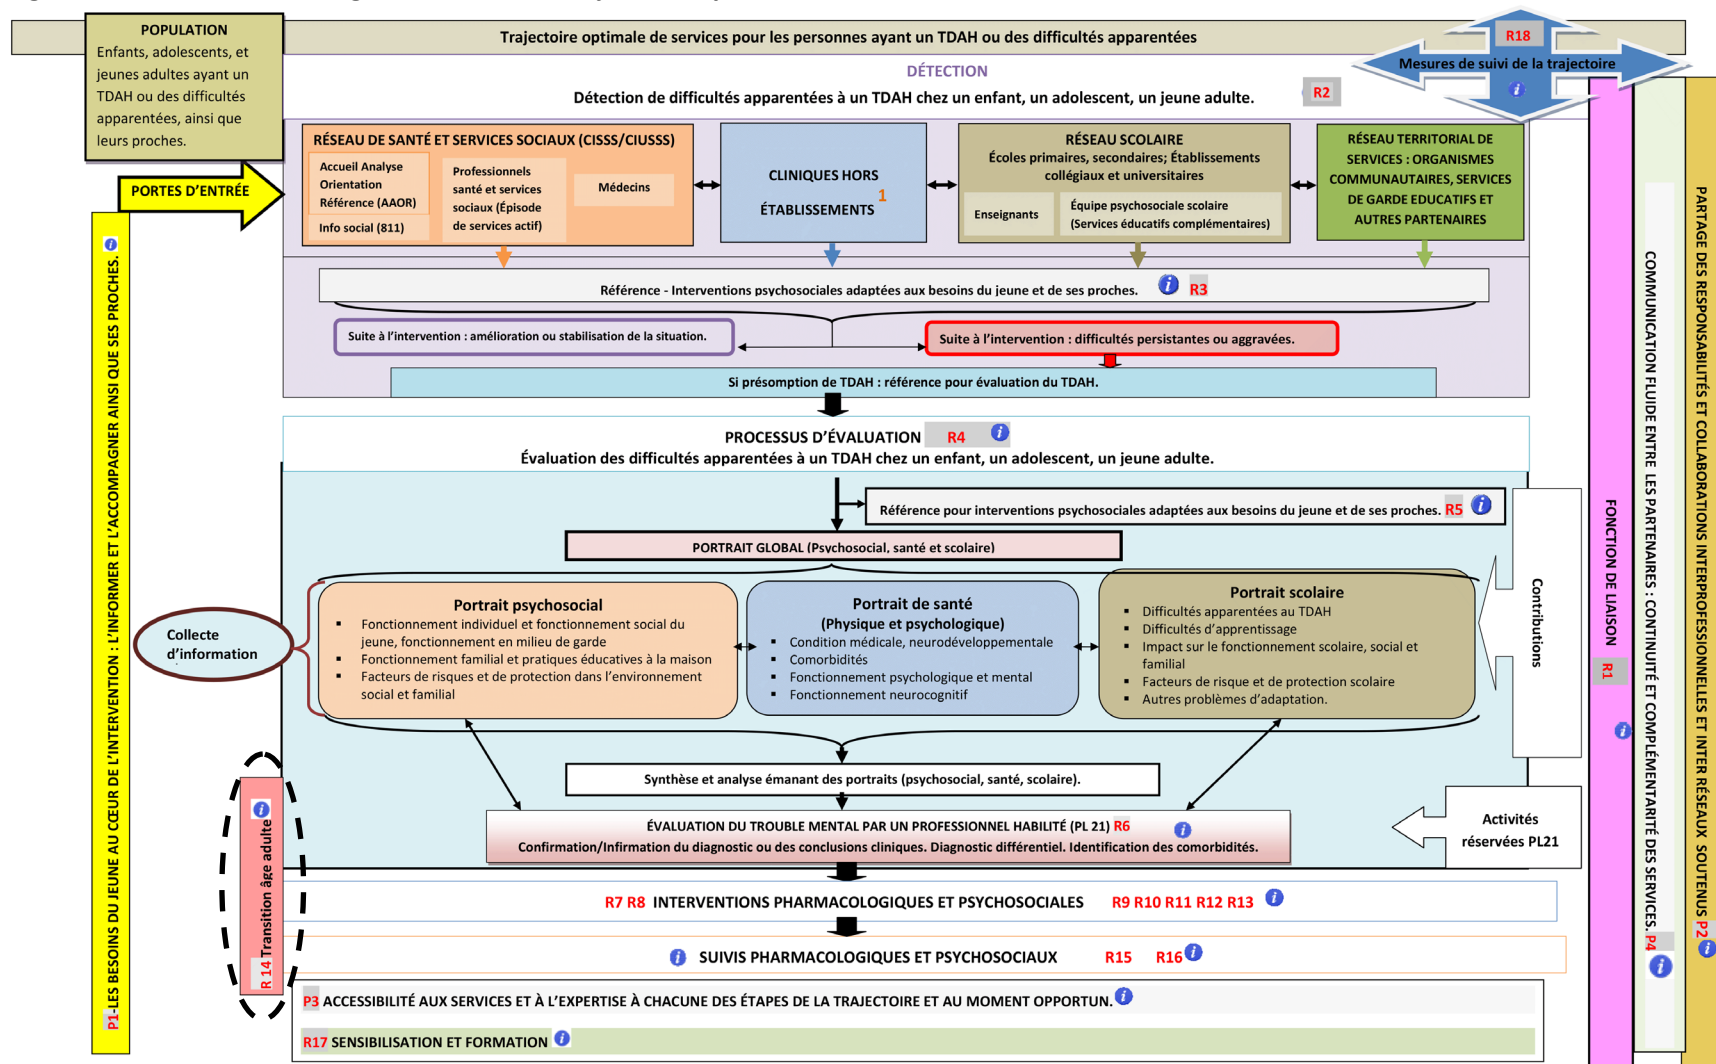 POPULATION
Enfants, adolescents, et
jeunes adultes ayant un
TDAH ou des difficultés
apparentées, ainsi que
leurs proches.
Trajectoire optimale de services pour les personnes ayant un TDAH ou des difficultés apparentées
R18
Mesures de suivi de la trajectoire
DÉTECTION
Détection de difficultés apparentées à un TDAH chez un enfant, un adolescent, un jeune adulte.
R2
PORTES D'ENTRÉE
RÉSEAU DE SANTÉ ET SERVICES SOCIAUX (CISSS/CIUSSS)
Accueil Analyse
Orientation
Référence (AAOR)
Info social (811)
Professionnels
santé et services
sociaux (Épisode
de services actif)
Médecins
CLINIQUES HORS
ÉTABLISSEMENTS 1
RÉSEAU SCOLAIRE
Écoles primaires, secondaires; Établissements
collégiaux et universitaires
Enseignants
Équipe psychosociale scolaire
(Services éducatifs complémentaires)
RÉSEAU TERRITORIAL DE
SERVICES : ORGANISMES
COMMUNAUTAIRES, SERVICES
DE GARDE EDUCATIFS ET
AUTRES PARTENAIRES
Référence - Interventions psychosociales adaptées aux besoins du jeune et de ses proches. R3
Suite à l'intervention : amélioration ou stabilisation de la situation.
Suite à l'intervention : difficultés persistantes ou aggravées.
Si présomption de TDAH : référence pour évaluation du TDAH.
PROCESSUS D'ÉVALUATION R4
Évaluation des difficultés apparentées à un TDAH chez un enfant, un adolescent, un jeune adulte.
Référence pour interventions psychosociales adaptées aux besoins du jeune et de ses proches. R5
PORTRAIT GLOBAL (Psychosocial, santé et scolaire)
Collecte
d'information
Portrait psychosocial
▪ Fonctionnement individuel et fonctionnement social du
jeune, fonctionnement en milieu de garde
▪ Fonctionnement familial et pratiques éducatives à la maison
▪ Facteurs de risques et de protection dans l'environnement
social et familial
Portrait de santé
(Physique et psychologique)
▪ Condition médicale, neurodéveloppementale
▪ Comorbidités
▪ Fonctionnement psychologique et mental
▪ Fonctionnement neurocognitif
Portrait scolaire
▪ Difficultés apparentées au TDAH
▪ Difficultés d'apprentissage
▪ Impact sur le fonctionnement scolaire, social et
familial
▪ Facteurs de risque et de protection scolaire
▪ Autres problèmes d'adaptation.
Contributions
Synthèse et analyse émanant des portraits (psychosocial, santé, scolaire).
ÉVALUATION DU TROUBLE MENTAL PAR UN PROFESSIONNEL HABILITÉ (PL 21) R6
Confirmation/Infirmation du diagnostic ou des conclusions cliniques. Diagnostic différentiel. Identification des comorbidités.
Activités
réservées PL21
R7 R8 INTERVENTIONS PHARMACOLOGIQUES ET PSYCHOSOCIALES R9 R10 R11 R12 R13
SUIVIS PHARMACOLOGIQUES ET PSYCHOSOCIAUX R15 R16
P3 ACCESSIBILITÉ AUX SERVICES ET À L'EXPERTISE À CHACUNE DES ÉTAPES DE LA TRAJECTOIRE ET AU MOMENT OPPORTUN.
R17 SENSIBILISATION ET FORMATION
P1-LES BESOINS DU JEUNE AU CŒUR DE L'INTERVENTION : L'INFORMER ET L'ACCOMPAGNER AINSI QUE SES PROCHES.
R 14 Transition âge adulte
FONCTION DE LIAISON R1
COMMUNICATION FLUIDE ENTRE LES PARTENAIRES : CONTINUITÉ ET COMPLÉMENTARITÉ DES SERVICES. P4
PARTAGE DES RESPONSABILITÉS ET COLLABORATIONS INTERPROFESSIONNELLES ET INTER RÉSEAUX SOUTENUS P2